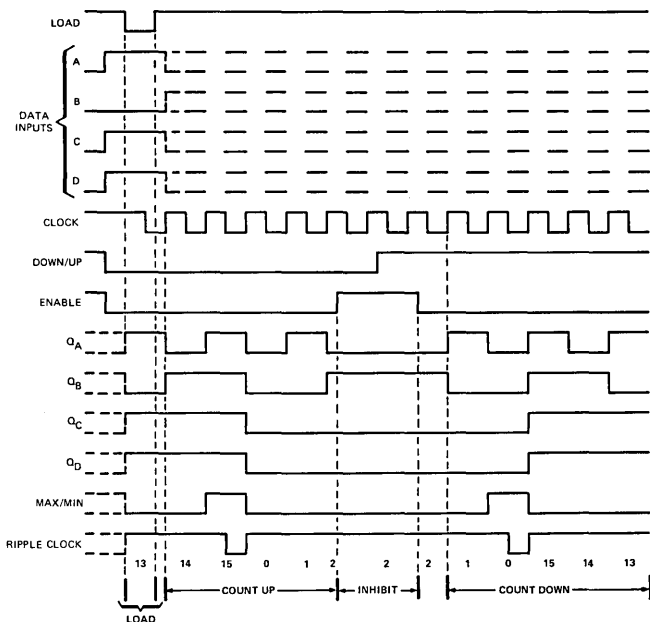 LOAD
A
B
DATA
INPUTS
C
D
CLOCK
DOWN/UP
ENABLE
QA
QB
QC
QD
MAX/MIN
RIPPLE CLOCK
13 14 15 0 1 2 2 2 1 0 15 14 13
COUNT UP INHIBIT COUNT DOWN
LOAD